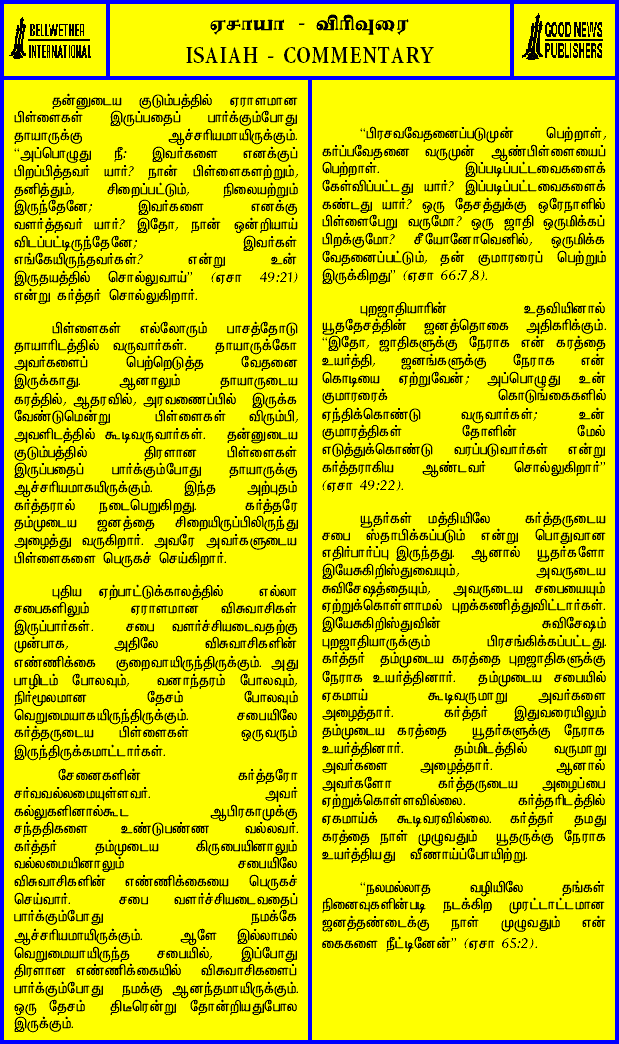 BELLWETHER
INTERNATIONAL
ஏசாயா - விரிவுரை
ISAIAH - COMMENTARY
GOOD NEWS
PUBLISHERS
தன்னுடைய குடும்பத்தில் ஏராளமான
பிள்ளைகள் இருப்பதைப் பார்க்கும்போது
தாயாருக்கு ஆச்சரியமாயிருக்கும்.
“அப்பொழுது நீ: இவர்களை எனக்குப்
பிறப்பித்தவர் யார்? நான் பிள்ளைகளற்றும்,
தனித்தும், சிறைப்பட்டும், நிலையற்றும்
இருந்தேனே; இவர்களை எனக்கு
வளர்த்தவர் யார்? இதோ, நான் ஒன்றியாய்
விடப்பட்டிருந்தேனே; இவர்கள்
எங்கேயிருந்தவர்கள்? என்று உன்
இருதயத்தில் சொல்லுவாய்” (ஏசா 49:21)
என்று கர்த்தர் சொல்லுகிறார்.
பிள்ளைகள் எல்லோரும் பாசத்தோடு
தாயாரிடத்தில் வருவார்கள். தாயாருக்கோ
அவர்களைப் பெற்றெடுத்த வேதனை
இருக்காது. ஆனாலும் தாயாருடைய
கரத்தில், ஆதரவில், அரவணைப்பில் இருக்க
வேண்டுமென்று பிள்ளைகள் விரும்பி,
அவளிடத்தில் கூடிவருவார்கள். தன்னுடைய
குடும்பத்தில் திரளான பிள்ளைகள்
இருப்பதைப் பார்க்கும்போது தாயாருக்கு
ஆச்சரியமாகயிருக்கும். இந்த அற்புதம்
கர்த்தரால் நடைபெறுகிறது. கர்த்தரே
தம்முடைய ஜனத்தை சிறையிருப்பிலிருந்து
அழைத்து வருகிறார். அவரே அவர்களுடைய
பிள்ளைகளை பெருகச் செய்கிறார்.
புதிய ஏற்பாட்டுக்காலத்தில் எல்லா
சபைகளிலும் ஏராளமான விசுவாசிகள்
இருப்பார்கள். சபை வளர்ச்சியடைவதற்கு
முன்பாக, அதிலே விசுவாசிகளின்
எண்ணிக்கை குறைவாயிருந்திருக்கும். அது
பாழிடம் போலவும், வனாந்தரம் போலவும்,
நிர்மூலமான தேசம் போலவும்
வெறுமையாகயிருந்திருக்கும். சபையிலே
கர்த்தருடைய பிள்ளைகள் ஒருவரும்
இருந்திருக்கமாட்டார்கள்.
சேனைகளின் கர்த்தரோ
சர்வவல்லமையுள்ளவர். அவர்
கல்லுகளினால்கூட ஆபிரகாமுக்கு
சந்ததிகளை உண்டுபண்ண வல்லவர்.
கர்த்தர் தம்முடைய கிருபையினாலும்
வல்லமையினாலும் சபையிலே
விசுவாசிகளின் எண்ணிக்கையை பெருகச்
செய்வார். சபை வளர்ச்சியடைவதைப்
பார்க்கும்போது நமக்கே
ஆச்சரியமாயிருக்கும். ஆளே இல்லாமல்
வெறுமையாயிருந்த சபையில், இப்போது
திரளான எண்ணிக்கையில் விசுவாசிகளைப்
பார்க்கும்போது நமக்கு ஆனந்தமாயிருக்கும்.
ஒரு தேசம் திடீரென்று தோன்றியதுபோல
இருக்கும்.
“பிரசவவேதனைப்படுமுன் பெற்றாள்,
கர்ப்பவேதனை வருமுன் ஆண்பிள்ளையைப்
பெற்றாள். இப்படிப்பட்டவைகளைக்
கேள்விப்பட்டது யார்? இப்படிப்பட்டவைகளைக்
கண்டது யார்? ஒரு தேசத்துக்கு ஒரேநாளில்
பிள்ளைபேறு வருமோ? ஒரு ஜாதி ஒருமிக்கப்
பிறக்குமோ? சீயோனோவெனில், ஒருமிக்க
வேதனைப்பட்டும், தன் குமாரரைப் பெற்றும்
இருக்கிறது” (ஏசா 66:7,8).
புறஜாதியாரின் உதவியினால்
யூததேசத்தின் ஜனத்தொகை அதிகரிக்கும்.
“இதோ, ஜாதிகளுக்கு நேராக என் கரத்தை
உயர்த்தி, ஜனங்களுக்கு நேராக என்
கொடியை ஏற்றுவேன்; அப்பொழுது உன்
குமாரரைக் கொடுங்கைகளில்
ஏந்திக்கொண்டு வருவார்கள்; உன்
குமாரத்திகள் தோளின் மேல்
எடுத்துக்கொண்டு வரப்படுவார்கள் என்று
கர்த்தராகிய ஆண்டவர் சொல்லுகிறார்”
(ஏசா 49:22).
யூதர்கள் மத்தியிலே கர்த்தருடைய
சபை ஸ்தாபிக்கப்படும் என்று பொதுவான
எதிர்பார்ப்பு இருந்தது. ஆனால் யூதர்களோ
இயேசுகிறிஸ்துவையும், அவருடைய
சுவிசேஷத்தையும், அவருடைய சபையையும்
ஏற்றுக்கொள்ளாமல் புறக்கணித்துவிட்டார்கள்.
இயேசுகிறிஸ்துவின் சுவிசேஷம்
புறஜாதியாருக்கும் பிரசங்கிக்கப்பட்டது.
கர்த்தர் தம்முடைய கரத்தை புறஜாதிகளுக்கு
நேராக உயர்த்தினார். தம்முடைய சபையில்
ஏகமாய் கூடிவருமாறு அவர்களை
அழைத்தார். கர்த்தர் இதுவரையிலும்
தம்முடைய கரத்தை யூதர்களுக்கு நேராக
உயர்த்தினார். தம்மிடத்தில் வருமாறு
அவர்களை அழைத்தார். ஆனால்
அவர்களோ கர்த்தருடைய அழைப்பை
ஏற்றுக்கொள்ளவில்லை. கர்த்தரிடத்தில்
ஏகமாய்க் கூடிவரவில்லை. கர்த்தர் தமது
கரத்தை நாள் முழுவதும் யூதருக்கு நேராக
உயர்த்தியது வீணாய்ப்போயிற்று.
“நலமல்லாத வழியிலே தங்கள்
நினைவுகளின்படி நடக்கிற முரட்டாட்டமான
ஜனத்தண்டைக்கு நாள் முழுவதும் என்
கைகளை நீட்டினேன்” (ஏசா 65:2).